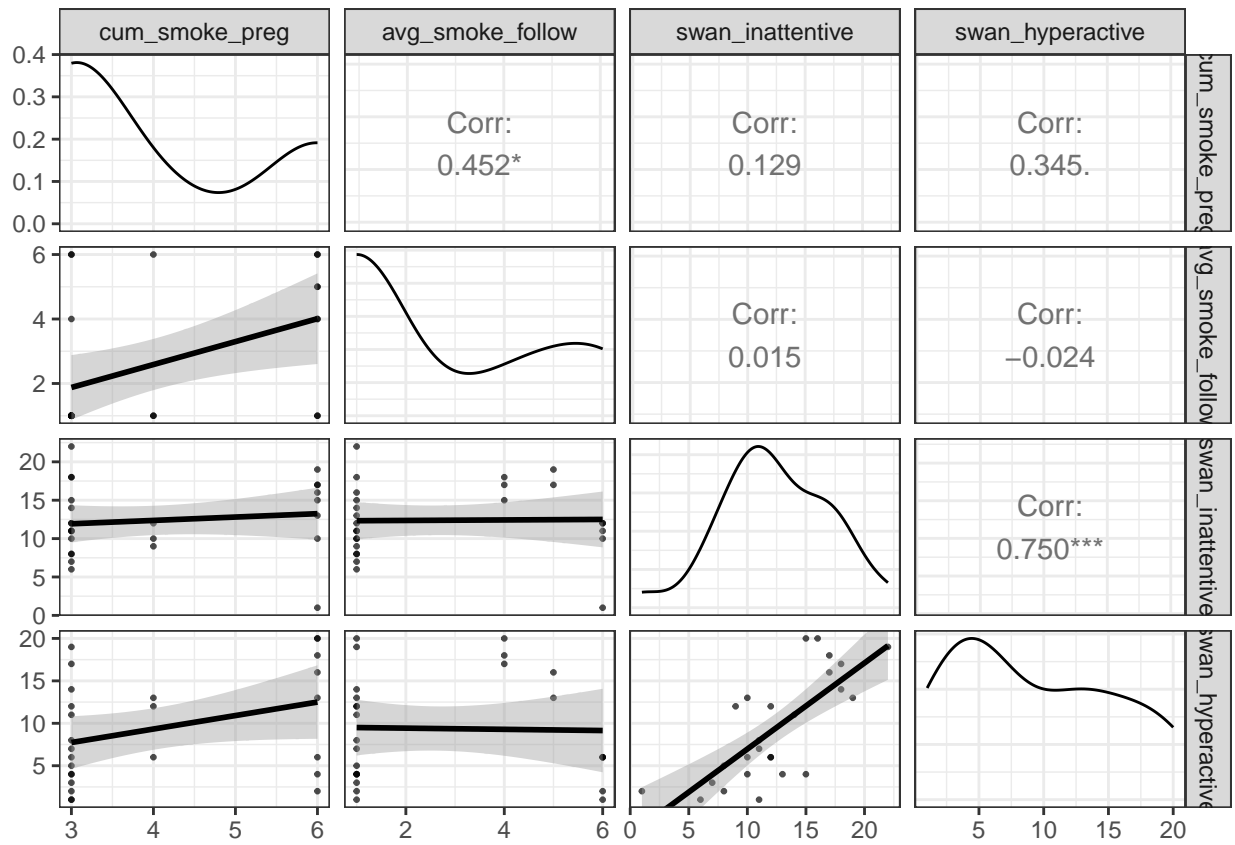 cum_smoke_preg avg_smoke_follow swan_inattentive swan_hyperactive
0.4
0.3
0.2
0.1
0.0
Corr:
0.452*
Corr:
0.129
Corr:
0.345.
cum_smoke_preg
6
4
2
Corr:
0.015
Corr:
−0.024
avg_smoke_follow
20
15
10
5
0
Corr:
0.750***
swan_inattentive
20
15
10
5
swan_hyperactive
3 4 5 6 2 4 6 0 5 10 15 20 5 10 15 20